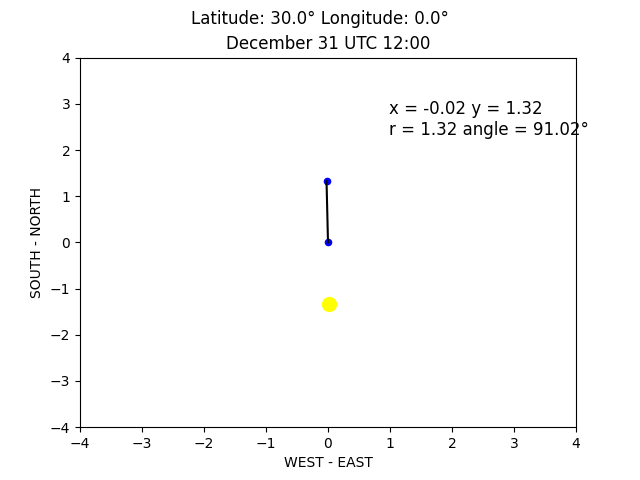 Latitude: 30.0° Longitude: 0.0°
December 31 UTC 12:00
x = -0.02 y = 1.32
r = 1.32 angle = 91.02°
4
3
2
1
0
−1
−2
−3
−4
SOUTH - NORTH
−4 −3 −2 −1 0 1 2 3 4
WEST - EAST